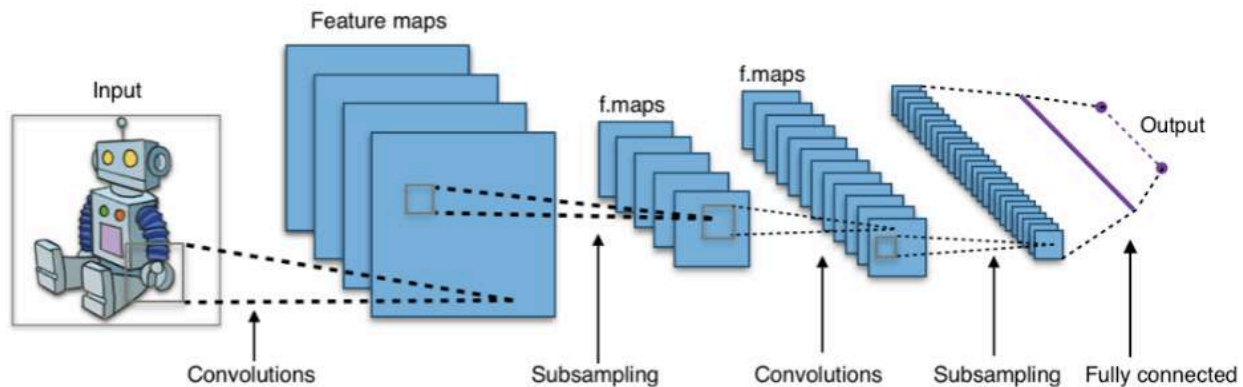 Feature maps
Input
f.maps
f.maps
Output
Convolutions
Subsampling
Convolutions
Subsampling
Fully connected